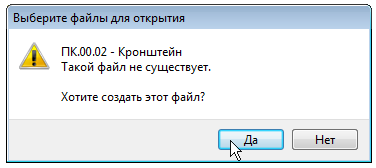 Выберите файлы для открытия
ПК.00.02 - Кронштейн
Такой файл не существует.
Хотите создать этот файл?
Да
Нет